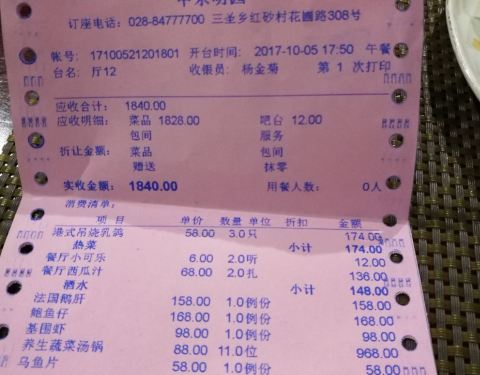 订座电话: 028-84777700 三圣乡红砂村花圃路308号
帐号: 17100521201801 开台时间: 2017-10-05 17:50 午餐
台名: 厅12 收银员: 杨金菊 第 1 次打印
应收合计: 1840.00
应收明细: 菜品 1828.00 吧台 12.00
包间 服务
折让金额: 菜品 包间
赠送 抹零
实收金额: 1840.00 用餐人数: 0人
消费清单:
项 目 单价 数量 单位 折扣 金额
港式吊烧乳鸽 58.00 3.0 只 174.00
热菜 小计 174.00
餐厅小可乐 6.00 2.0 听 12.00
餐厅西瓜汁 68.00 2.0 扎 136.00
酒水 小计 148.00
法国鹅肝 158.00 1.0 例份 158.00
鲍鱼仔 168.00 1.0 例份 168.00
基围虾 98.00 1.0 例份 98.00
养生蔬菜汤锅 88.00 11.0 位 968.00
乌鱼片 58.00 1.0 例份 58.00